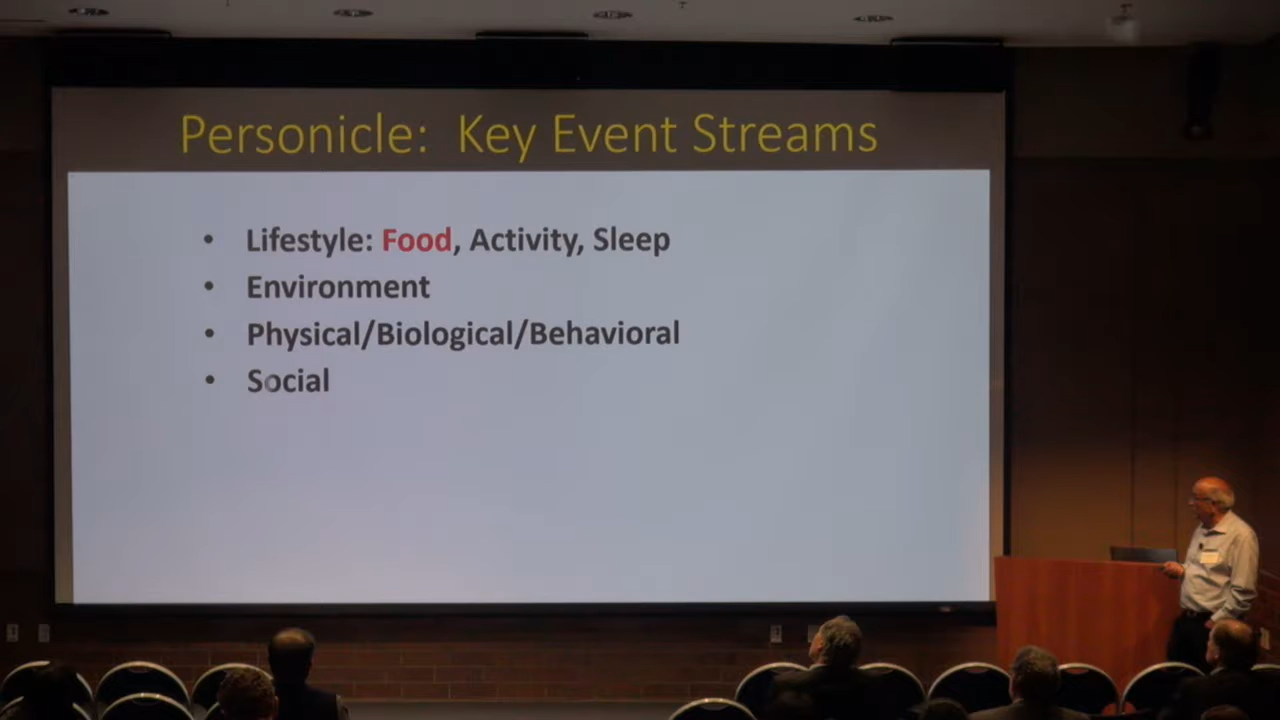 Personicle: Key Event Streams
• Lifestyle: Food, Activity, Sleep
• Environment
• Physical/Biological/Behavioral
• Social